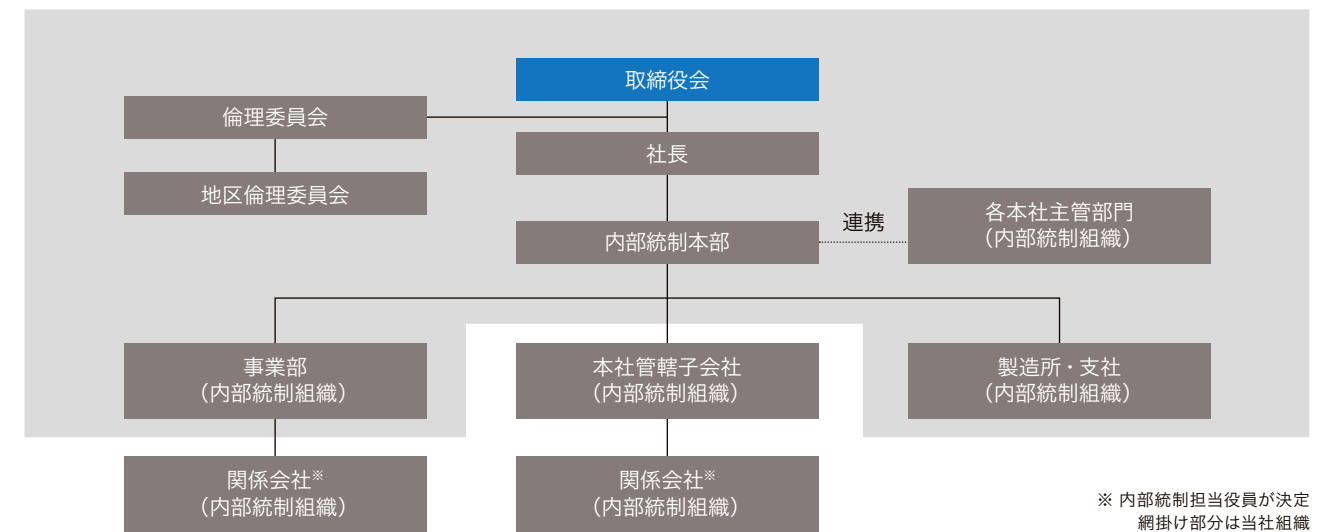 取締役会
倫理委員会
社長
地区倫理委員会
各本社主管部門
（内部統制組織）
連携
内部統制本部
事業部
（内部統制組織）
本社管轄子会社
（内部統制組織）
製造所・支社
（内部統制組織）
関係会社※
（内部統制組織）
関係会社※
（内部統制組織）
※ 内部統制担当役員が決定
網掛け部分は当社組織